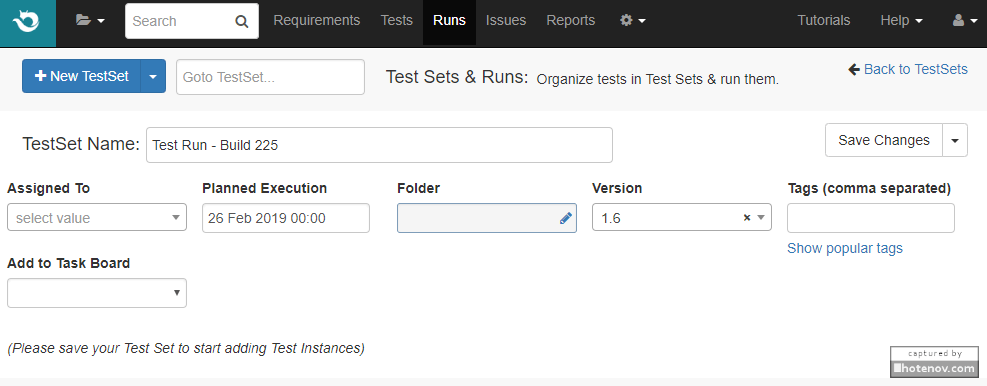 Search Requirements Tests Runs Issues Reports Tutorials Help
New TestSet Goto TestSet... Test Sets & Runs: Organize tests in Test Sets & run them. Back to TestSets
TestSet Name: Test Run - Build 225 Save Changes
Assigned To Planned Execution Folder Version Tags (comma separated)
select value 26 Feb 2019 00:00 1.6
Show popular tags
Add to Task Board
(Please save your Test Set to start adding Test Instances)
captured by
hotenov.com